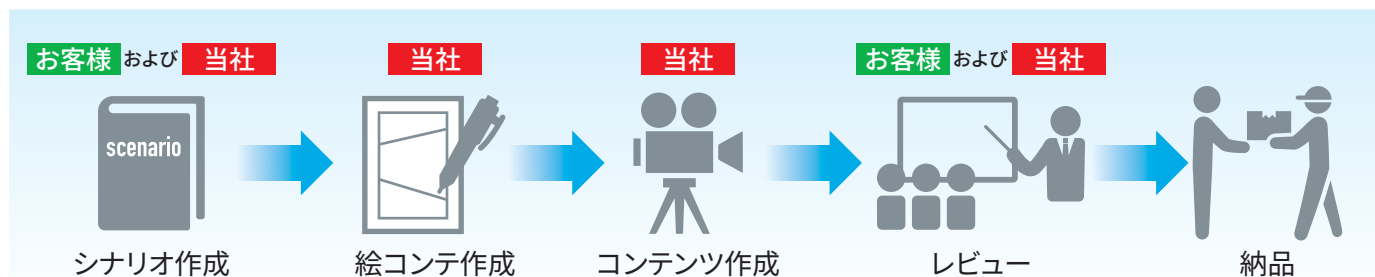 お客様 および 当社
当社
当社
お客様 および 当社
scenario
シナリオ作成
絵コンテ作成
コンテンツ作成
レビュー
納品